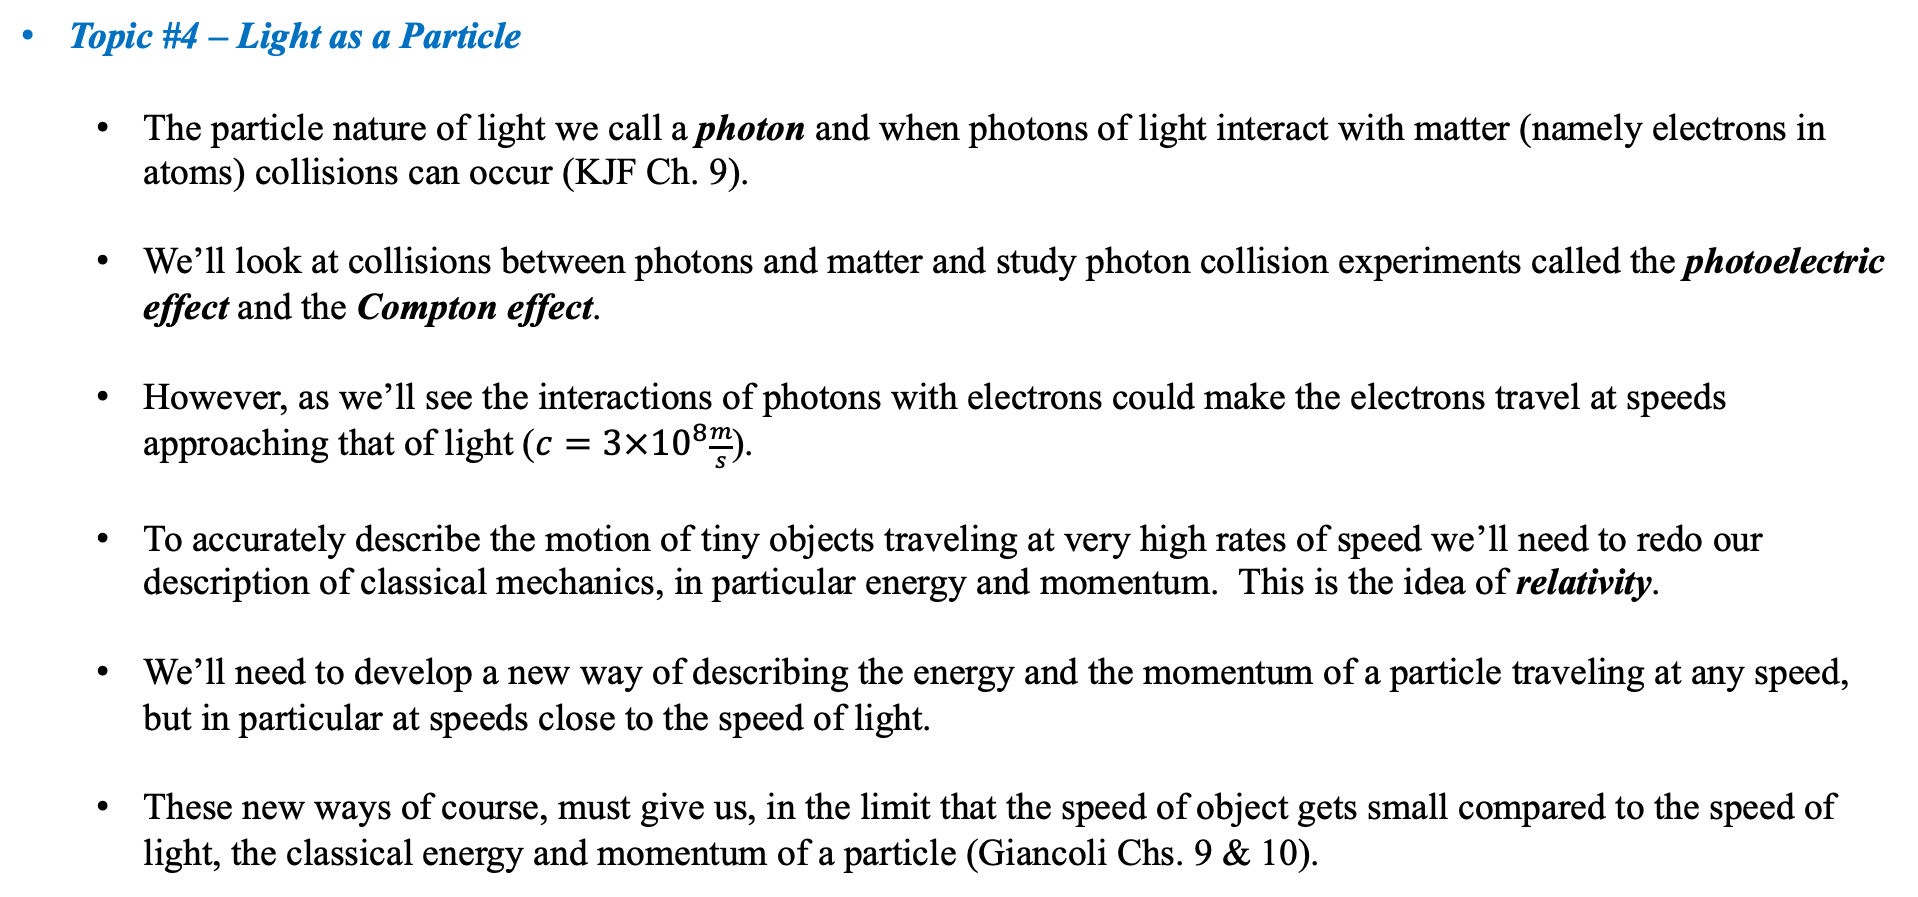 • Topic #4 – Light as a Particle
• The particle nature of light we call a photon and when photons of light interact with matter (namely electrons in
atoms) collisions can occur (KJF Ch. 9).
• We’ll look at collisions between photons and matter and study photon collision experiments called the photoelectric
effect and the Compton effect.
• However, as we’ll see the interactions of photons with electrons could make the electrons travel at speeds
approaching that of light (c = 3×10⁸ m/s).
• To accurately describe the motion of tiny objects traveling at very high rates of speed we’ll need to redo our
description of classical mechanics, in particular energy and momentum.  This is the idea of relativity.
• We’ll need to develop a new way of describing the energy and the momentum of a particle traveling at any speed,
but in particular at speeds close to the speed of light.
• These new ways of course, must give us, in the limit that the speed of object gets small compared to the speed of
light, the classical energy and momentum of a particle (Giancoli Chs. 9 & 10).